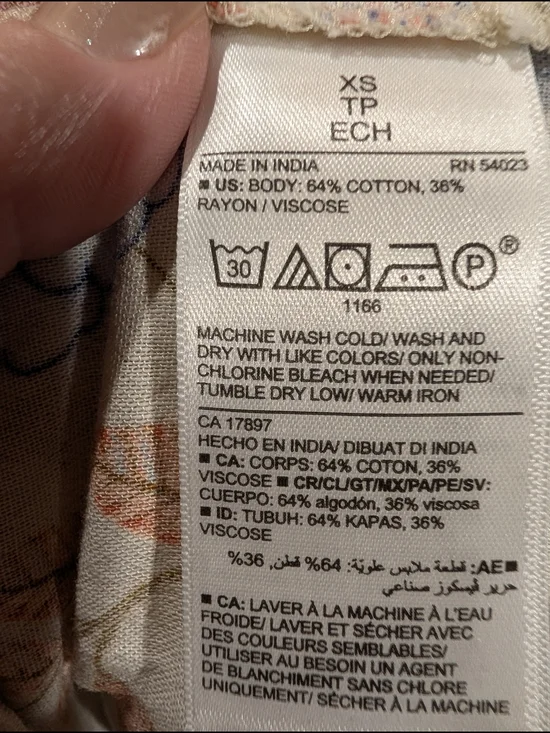 XS
TP
ECH
MADE IN INDIA RN 54023
■ US: BODY: 64% COTTON, 36%
RAYON / VISCOSE
30 P ®
1166
MACHINE WASH COLD/ WASH AND
DRY WITH LIKE COLORS/ ONLY NON-
CHLORINE BLEACH WHEN NEEDED/
TUMBLE DRY LOW/ WARM IRON
CA 17897
HECHO EN INDIA/ DIBUAT DI INDIA
■ CA: CORPS: 64% COTON, 36%
VISCOSE ■ CR/CL/GT/MX/PA/PE/SV:
CUERPO: 64% algodón, 36% viscosa
■ ID: TUBUH: 64% KAPAS, 36%
VISCOSE
■AE: قطعة ملابس علويّة: 64% قطن, 36%
حرير ڤيسكوز صناعي
■ CA: LAVER À LA MACHINE À L'EAU
FROIDE/ LAVER ET SÉCHER AVEC
DES COULEURS SEMBLABLES/
UTILISER AU BESOIN UN AGENT
DE BLANCHIMENT SANS CHLORE
UNIQUEMENT/ SÉCHER À LA MACHINE